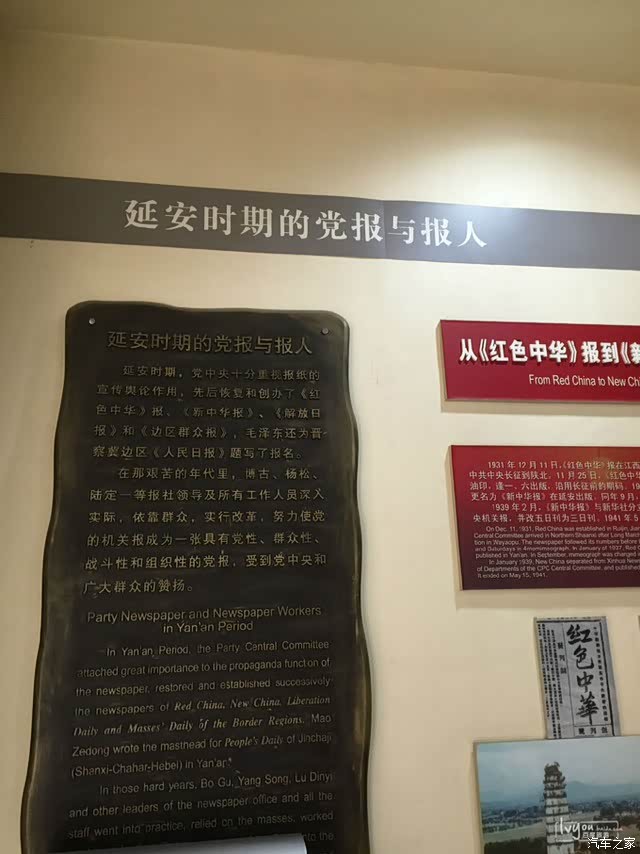 延安时期的党报与报人
延安时期的党报与报人
延安时期，党中央十分重视报纸的
宣传舆论作用，先后恢复和创办了《红
色中华》报、《新中华报》、《解放日
报》和《边区群众报》，毛泽东还为晋
察冀边区《人民日报》题写了报名。
在那艰苦的年代里，博古、杨松、
陆定一等报社领导及所有工作人员深入
实际，依靠群众，实行改革，努力使党
的机关报成为一张具有党性、群众性、
战斗性和组织性的党报，受到党中央和
广大群众的赞扬。
Party Newspaper and Newspaper Workers
in Yan'an Period
In Yan'an Period, the Party Central Committee
attached great importance to the propaganda function of
the newspaper, restored and established successively
the newspapers of Red China, New China, Liberation
Daily and Masses' Daily of the Border Regions. Mao
Zedong wrote the masthead for People's Daily of Jinchaji
(Shanxi-Chahar-Hebei) in Yan'an.
In those hard years, Bo Gu, Yang Song, Lu Dinyi
and other leaders of the newspaper office and all the
staff went into practice, relied on the masses, worked
to the
从《红色中华》报到《新
From Red China to New Chi
1931 年 12 月 11 日，《红色中华》报在江西
中共中央长征到陕北，11 月 25 日，《红色中华
油印，逢一、六出版，沿用长征前的期码。19
更名为《新中华报》在延安出版，同年 9 月，
1939 年 2 月，《新中华报》与新华社分立
央机关报，并改五日刊为三日刊。1941 年 5
On Dec. 11, 1931, Red China was established in Ruijin, Jian
Central Committee arrived in Northern Shaanxi after Long March
tion in Wayaopu. The newspaper followed its numbers before
and Saturdays in 4mimeograph. In January of 1937, Red
published in Yan'an. In September, mimeograph was changed
In January 1939, New China separated from Xinhua News
of Departments of the CPC Central Committee, and published
It ended on May 15, 1941.
红色中華
lvyou.baidu.com
百度旅游
汽车之家